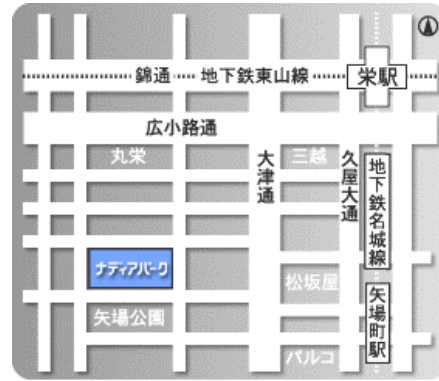 錦通
地下鉄東山線
栄駅
広小路通
丸栄
大津通
三越
久屋大通
地下鉄名城線
ナディアパーク
松坂屋
矢場町駅
矢場公園
パルコ